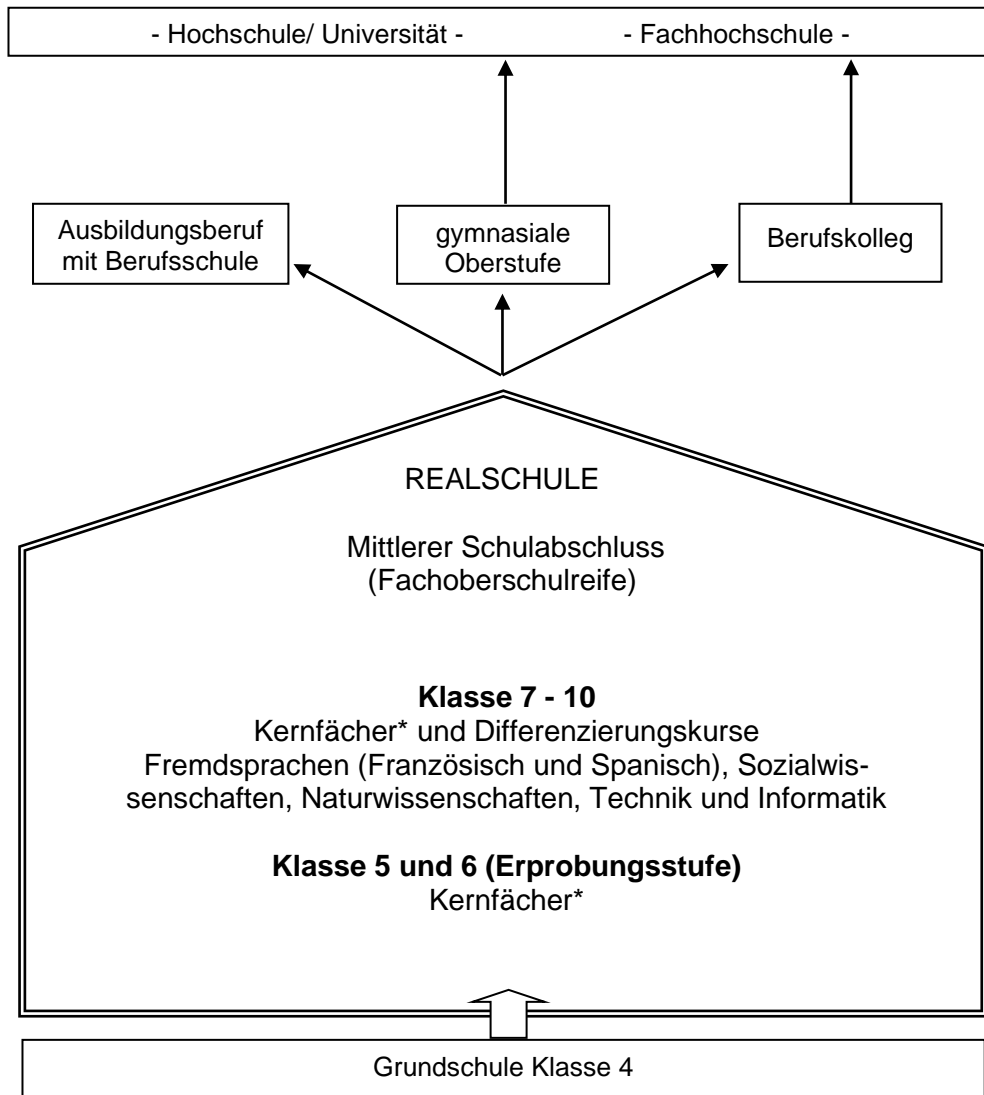 - Hochschule/ Universität - - Fachhochschule -
Ausbildungsberuf
mit Berufsschule
gymnasiale
Oberstufe
Berufskolleg
REALSCHULE
Mittlerer Schulabschluss
(Fachoberschulreife)
Klasse 7 - 10
Kernfächer* und Differenzierungskurse
Fremdsprachen (Französisch und Spanisch), Sozialwis-
senschaften, Naturwissenschaften, Technik und Informatik
Klasse 5 und 6 (Erprobungsstufe)
Kernfächer*
Grundschule Klasse 4